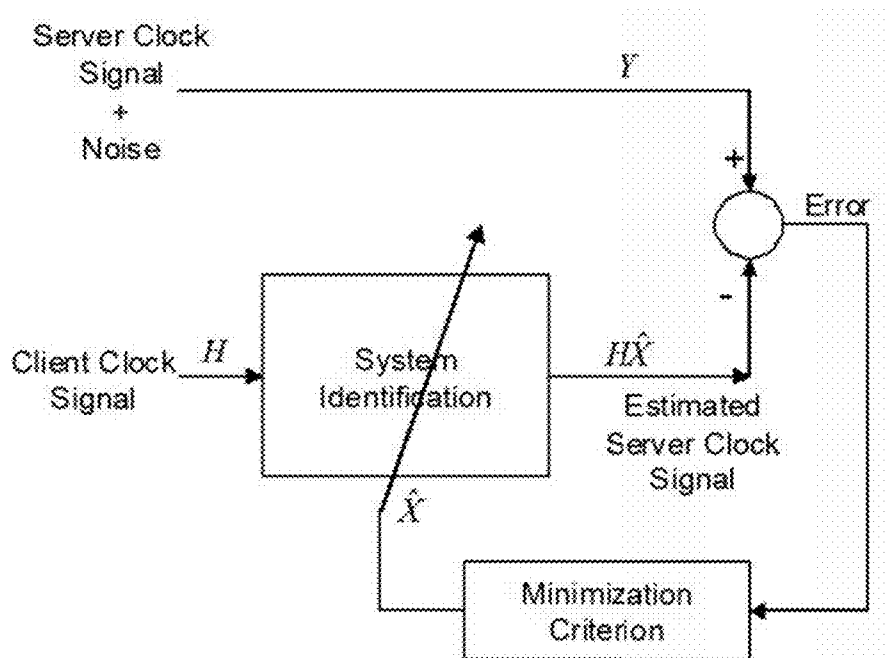 Server Clock
Signal
+
Noise
Y
+
Error
-
Client Clock
Signal
H
System
Identification
HX̂
Estimated
Server Clock
Signal
X̂
Minimization
Criterion